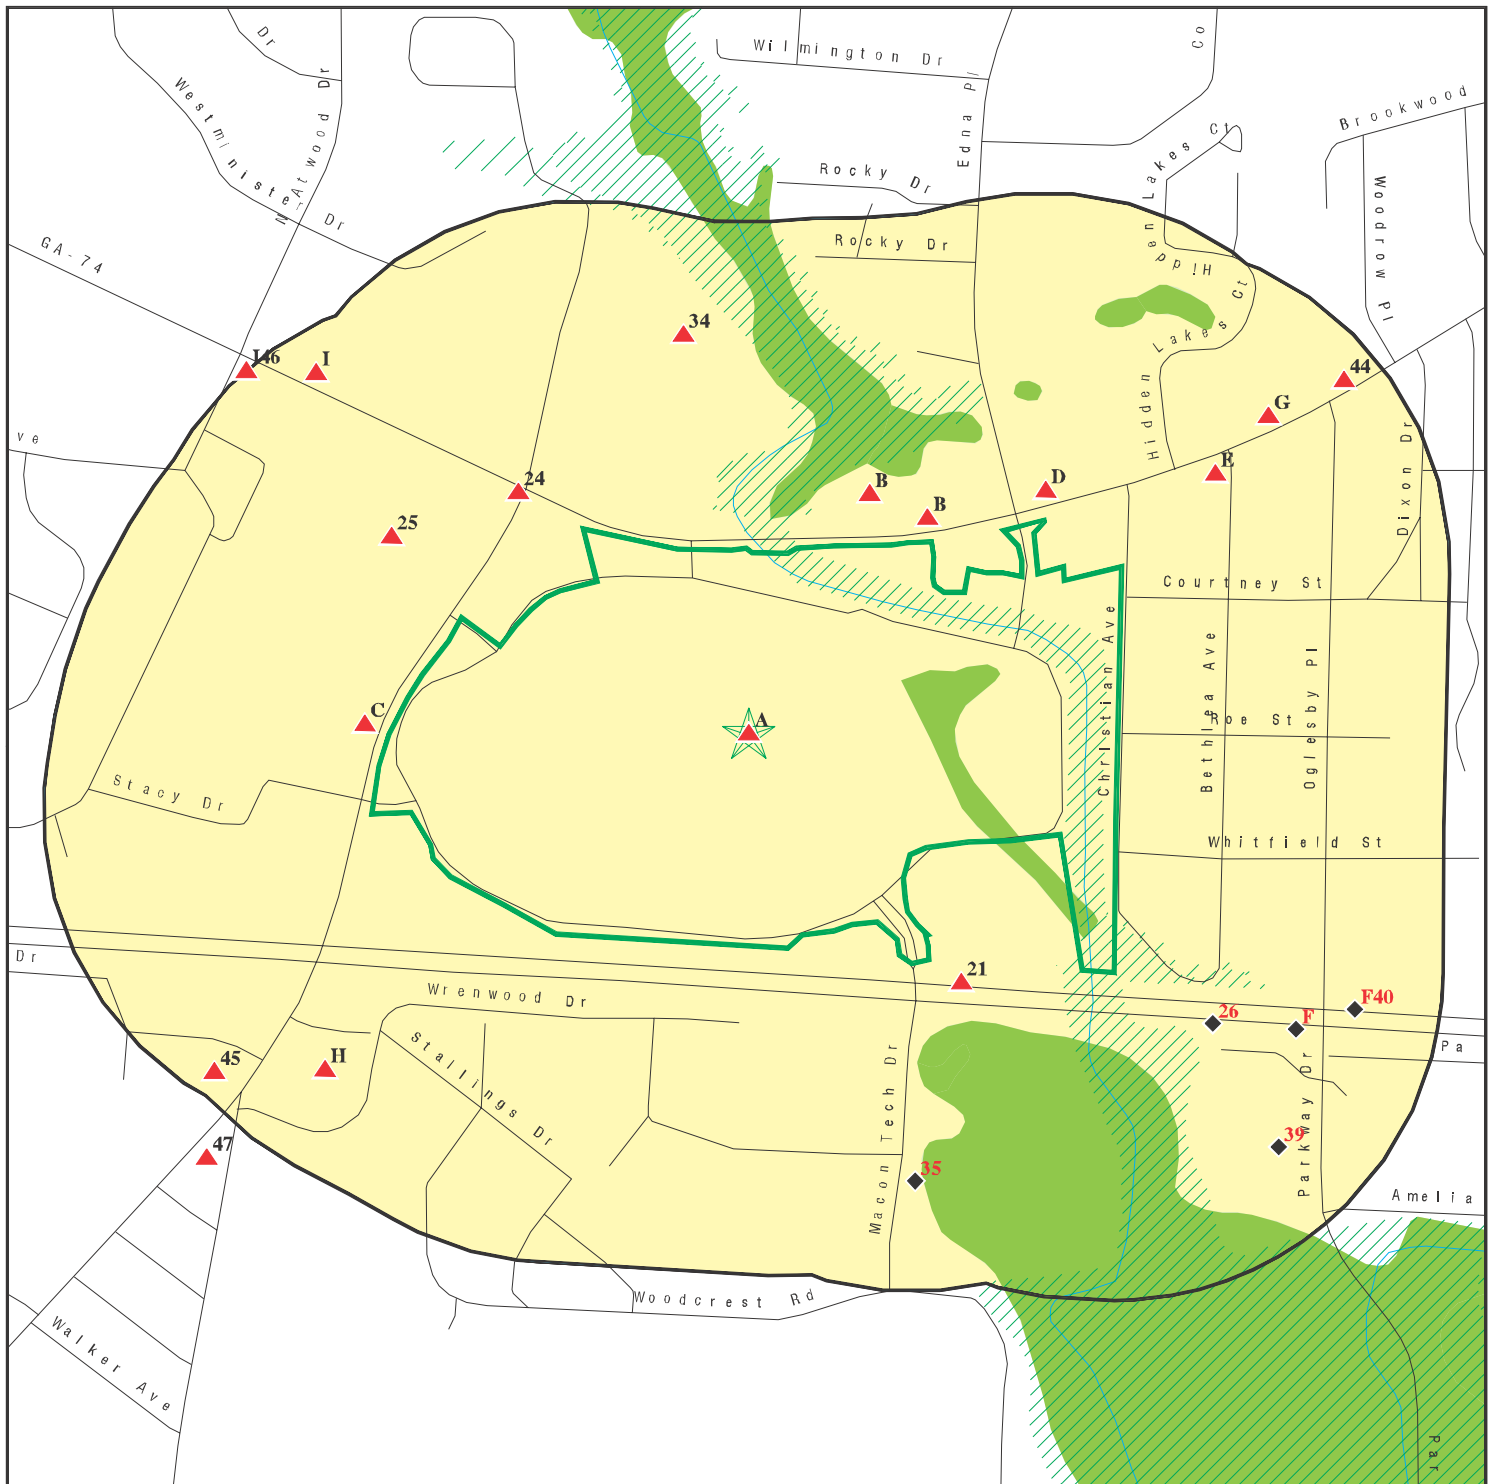 Dr
Wilmington Dr
Co
Westminister Dr
N Atwood Dr
Edna Pl
Brookwood
Hidden Lakes Ct
Rocky Dr
Woodrow Pl
GA-74
Rocky Dr
34
I46
I
44
Hidden Lakes Ct
G
ve
24
B
B
D
E
Dixon Dr
25
Courtney St
Christian Ave
Bethlea Ave
Oglesby Pl
Roe St
C
A
Stacy Dr
Whitfield St
Dr
21
Wrenwood Dr
F40
26
F
Pa
Stallings Dr
45
H
Macon Tech Dr
Parkway Dr
39
47
35
Amelia
Woodcrest Rd
Walker Ave
Par